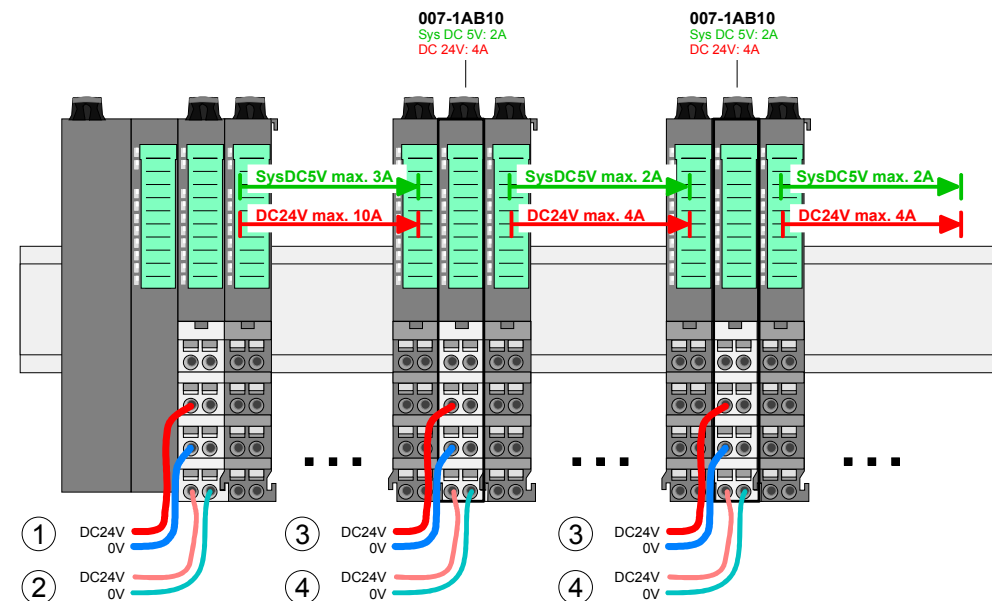 007-1AB10
Sys DC 5V: 2A
DC 24V: 4A
007-1AB10
Sys DC 5V: 2A
DC 24V: 4A
SysDC5V max. 3A
SysDC5V max. 2A
SysDC5V max. 2A
DC24V max. 10A
DC24V max. 4A
DC24V max. 4A
1 DC24V
0V
3 DC24V
0V
3 DC24V
0V
2 DC24V
0V
4 DC24V
0V
4 DC24V
0V